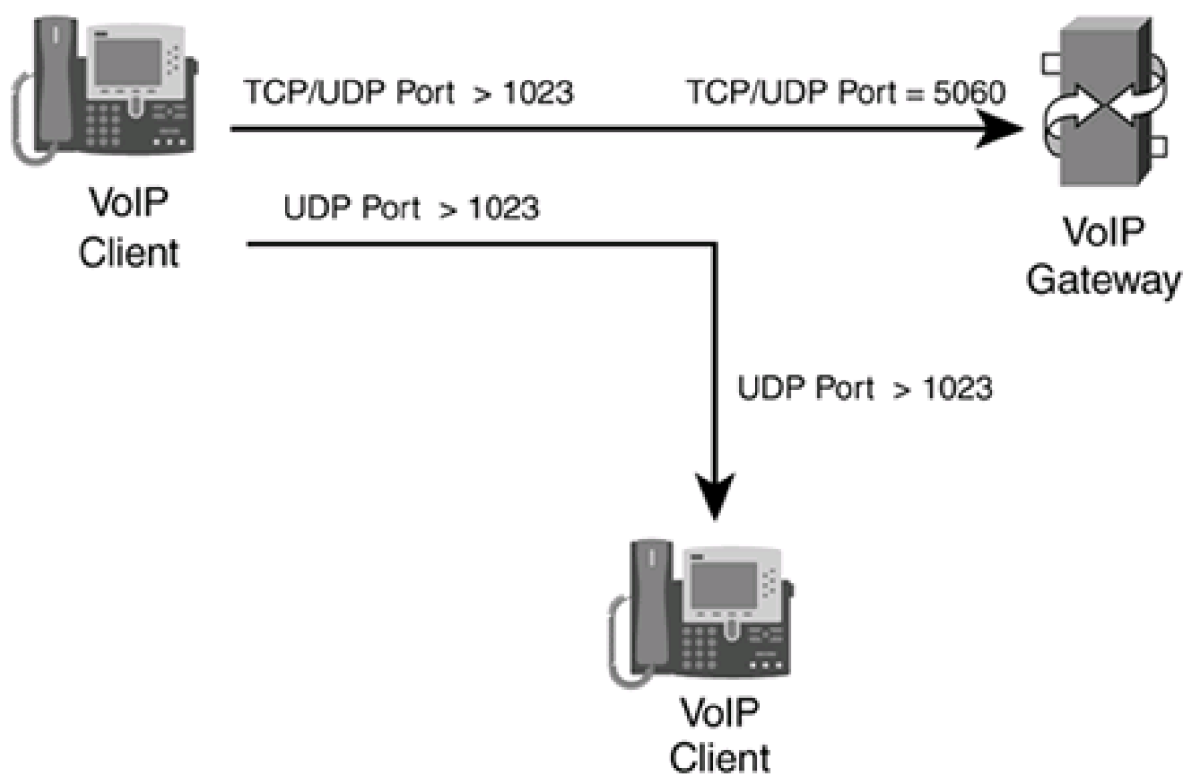 TCP/UDP Port > 1023
TCP/UDP Port = 5060
VoIP
Client
UDP Port > 1023
VoIP
Gateway
UDP Port > 1023
VoIP
Client